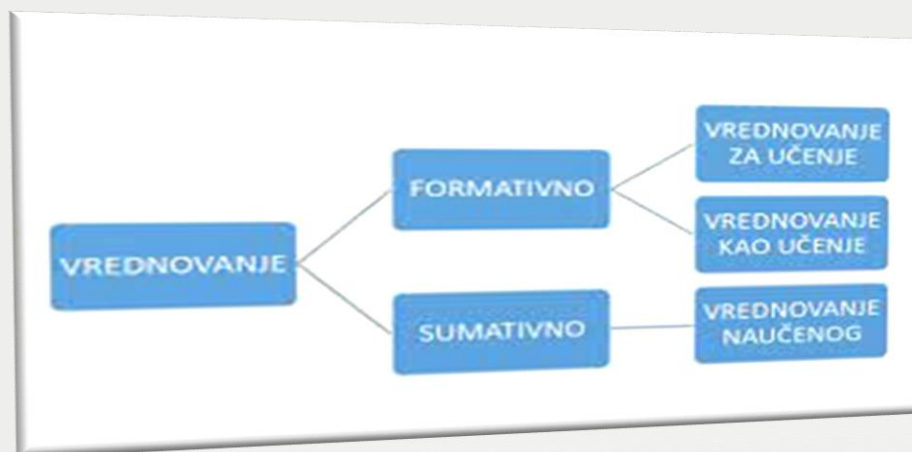 VREDNOVANJE
FORMATIVNO
SUMATIVNO
VREDNOVANJE
ZA UČENJE
VREDNOVANJE
KAO UČENJE
VREDNOVANJE
NAUČENOG